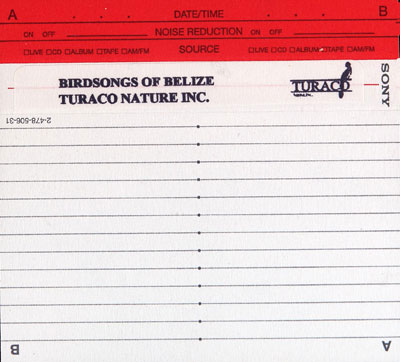 A DATE/TIME B
ON OFF NOISE REDUCTION ON OFF
□LIVE □CD □ALBUM □TAPE □AM/FM SOURCE □LIVE □CD □ALBUM □TAPE □AM/FM
BIRDSONGS OF BELIZE
TURACO NATURE INC.
TURACO
SONY
2-478-506-31
B A